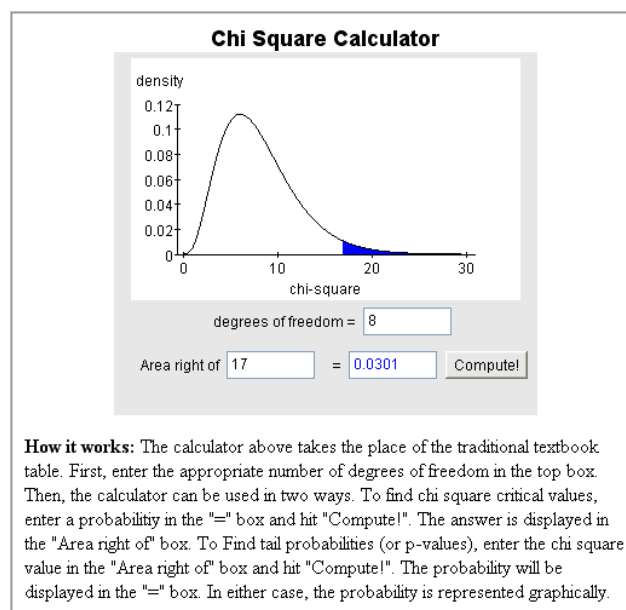 Chi Square Calculator
density
0.12
0.1
0.08
0.06
0.04
0.02
0
0 10 20 30
chi-square
degrees of freedom = 8
Area right of 17 = 0.0301 Compute!
How it works: The calculator above takes the place of the traditional textbook
table. First, enter the appropriate number of degrees of freedom in the top box.
Then, the calculator can be used in two ways. To find chi square critical values,
enter a probabilitiy in the "=" box and hit "Compute!". The answer is displayed in
the "Area right of" box. To Find tail probabilities (or p-values), enter the chi square
value in the "Area right of" box and hit "Compute!". The probability will be
displayed in the "=" box. In either case, the probability is represented graphically.